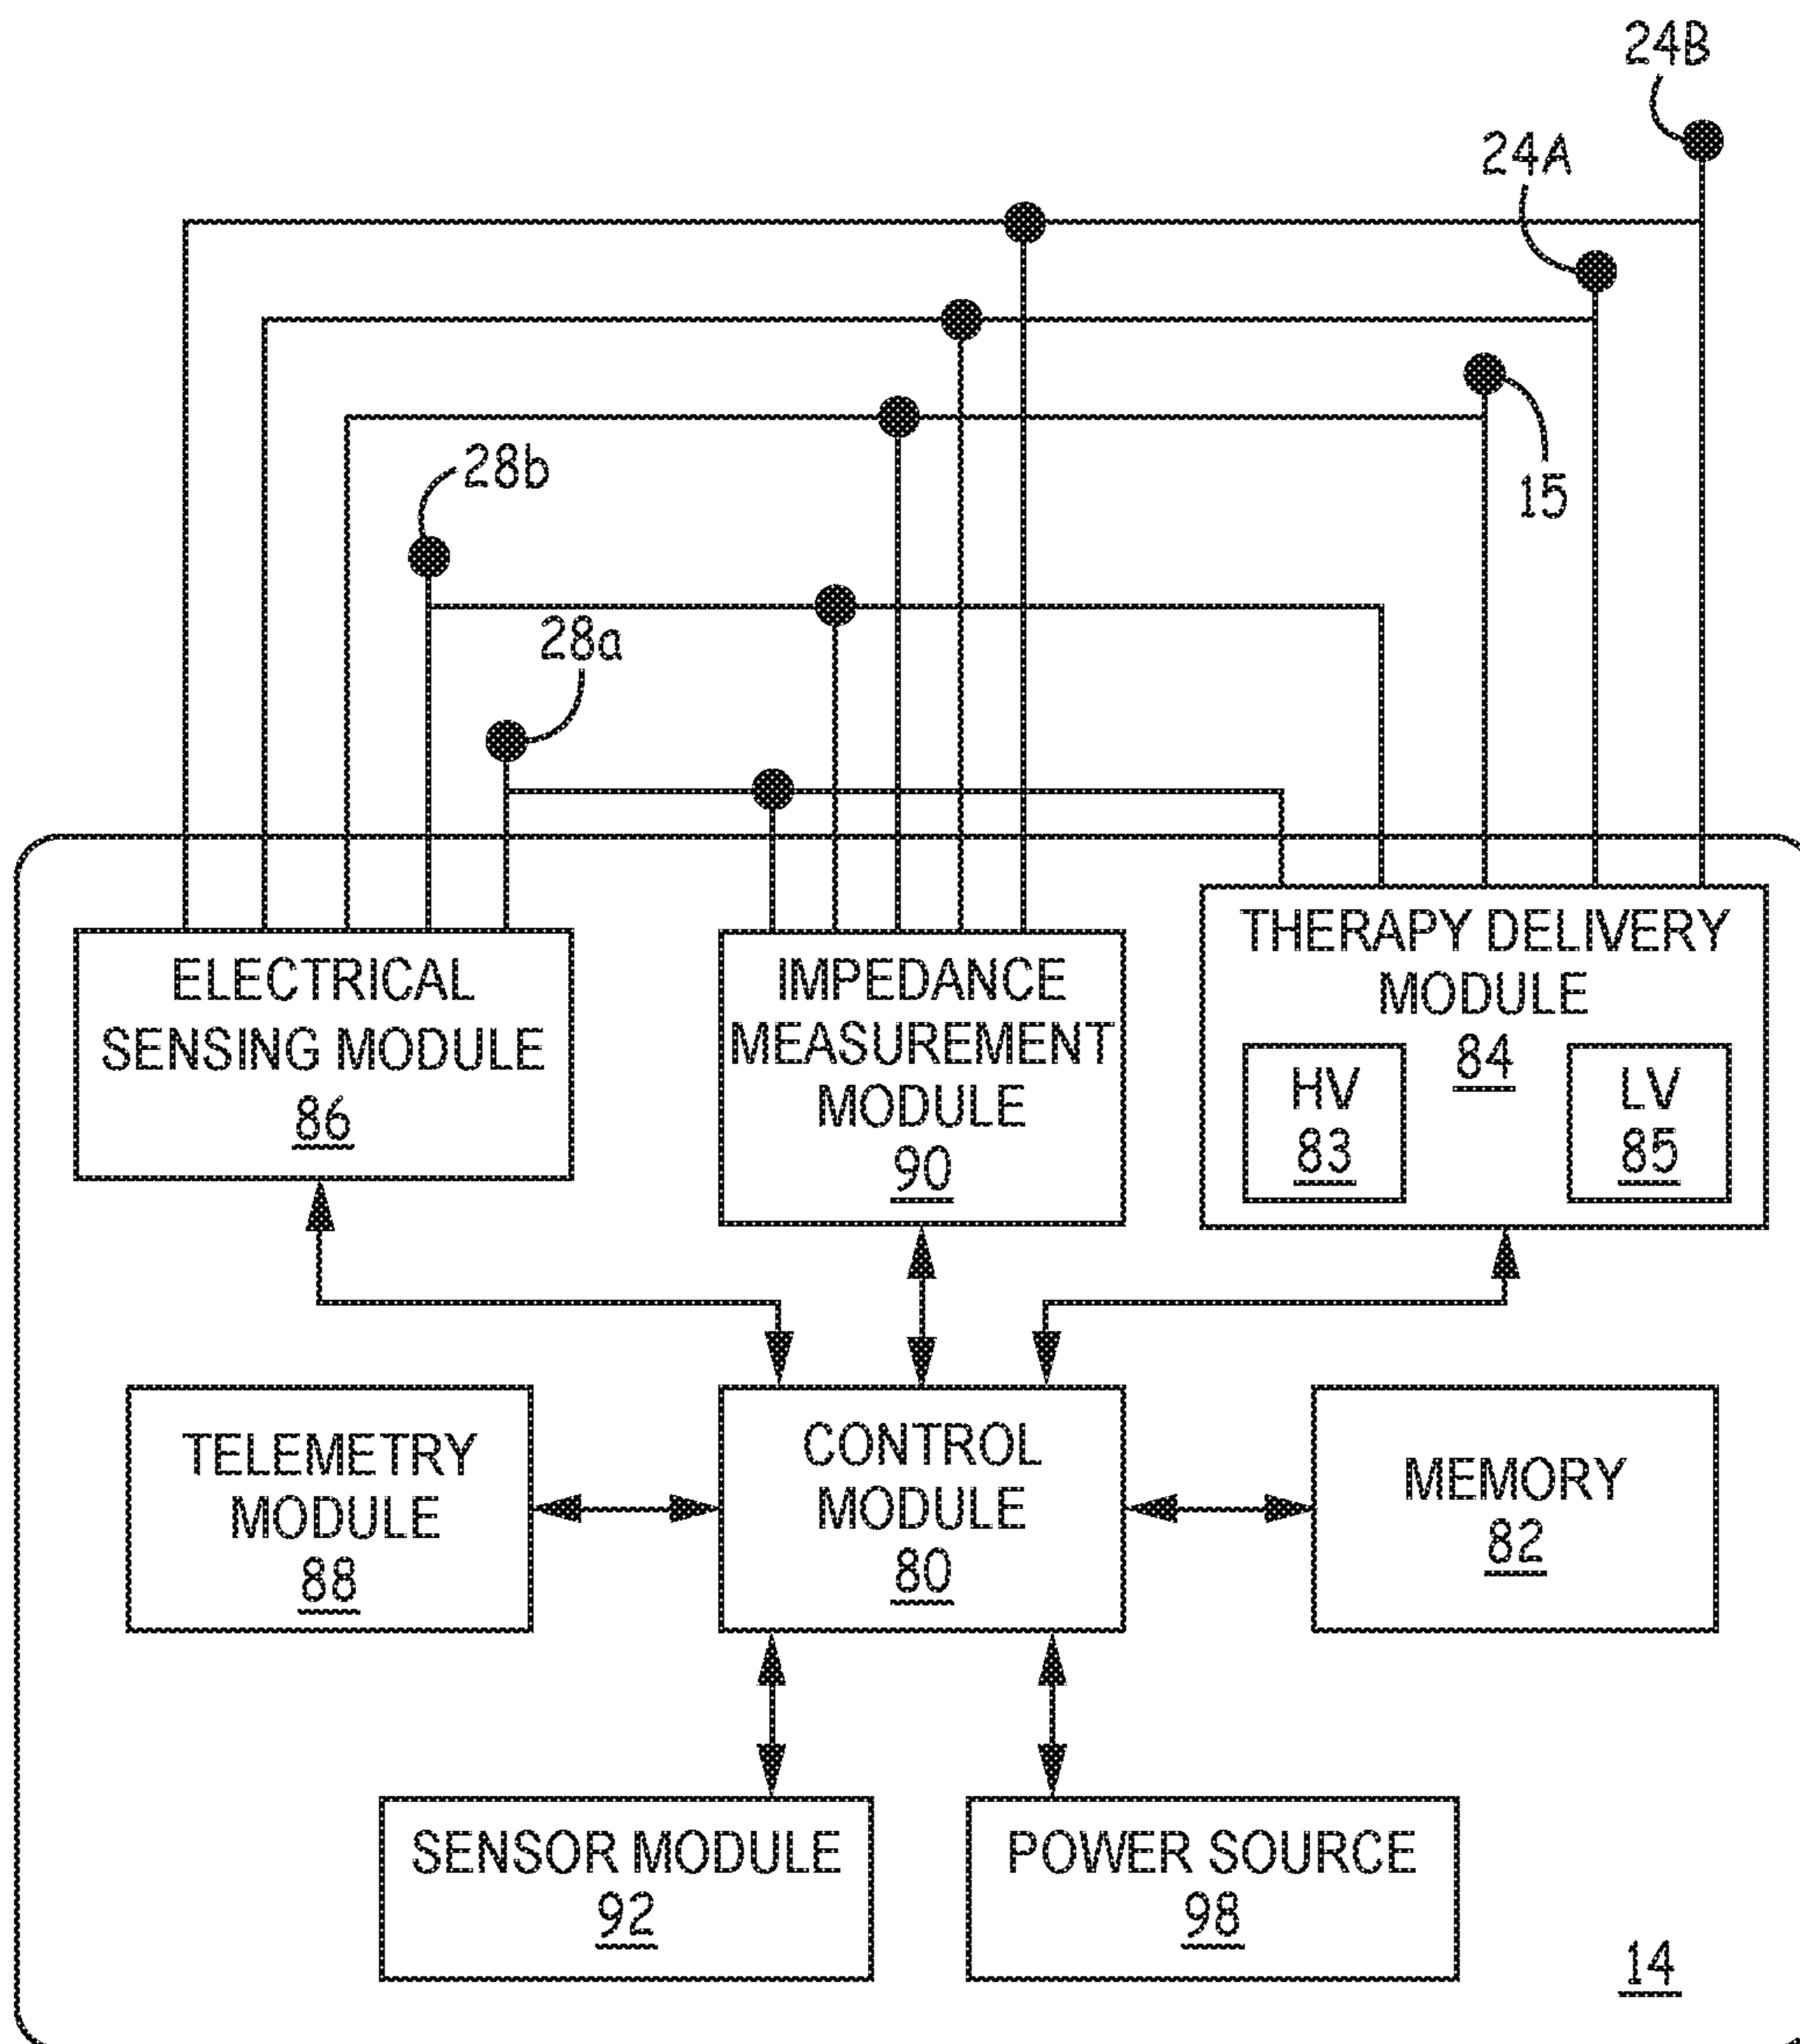 24B
24A
15
28b
28a
ELECTRICAL
SENSING MODULE
86
IMPEDANCE
MEASUREMENT
MODULE
90
THERAPY DELIVERY
MODULE
84
HV
83
LV
85
TELEMETRY
MODULE
88
CONTROL
MODULE
80
MEMORY
82
SENSOR MODULE
92
POWER SOURCE
98
14